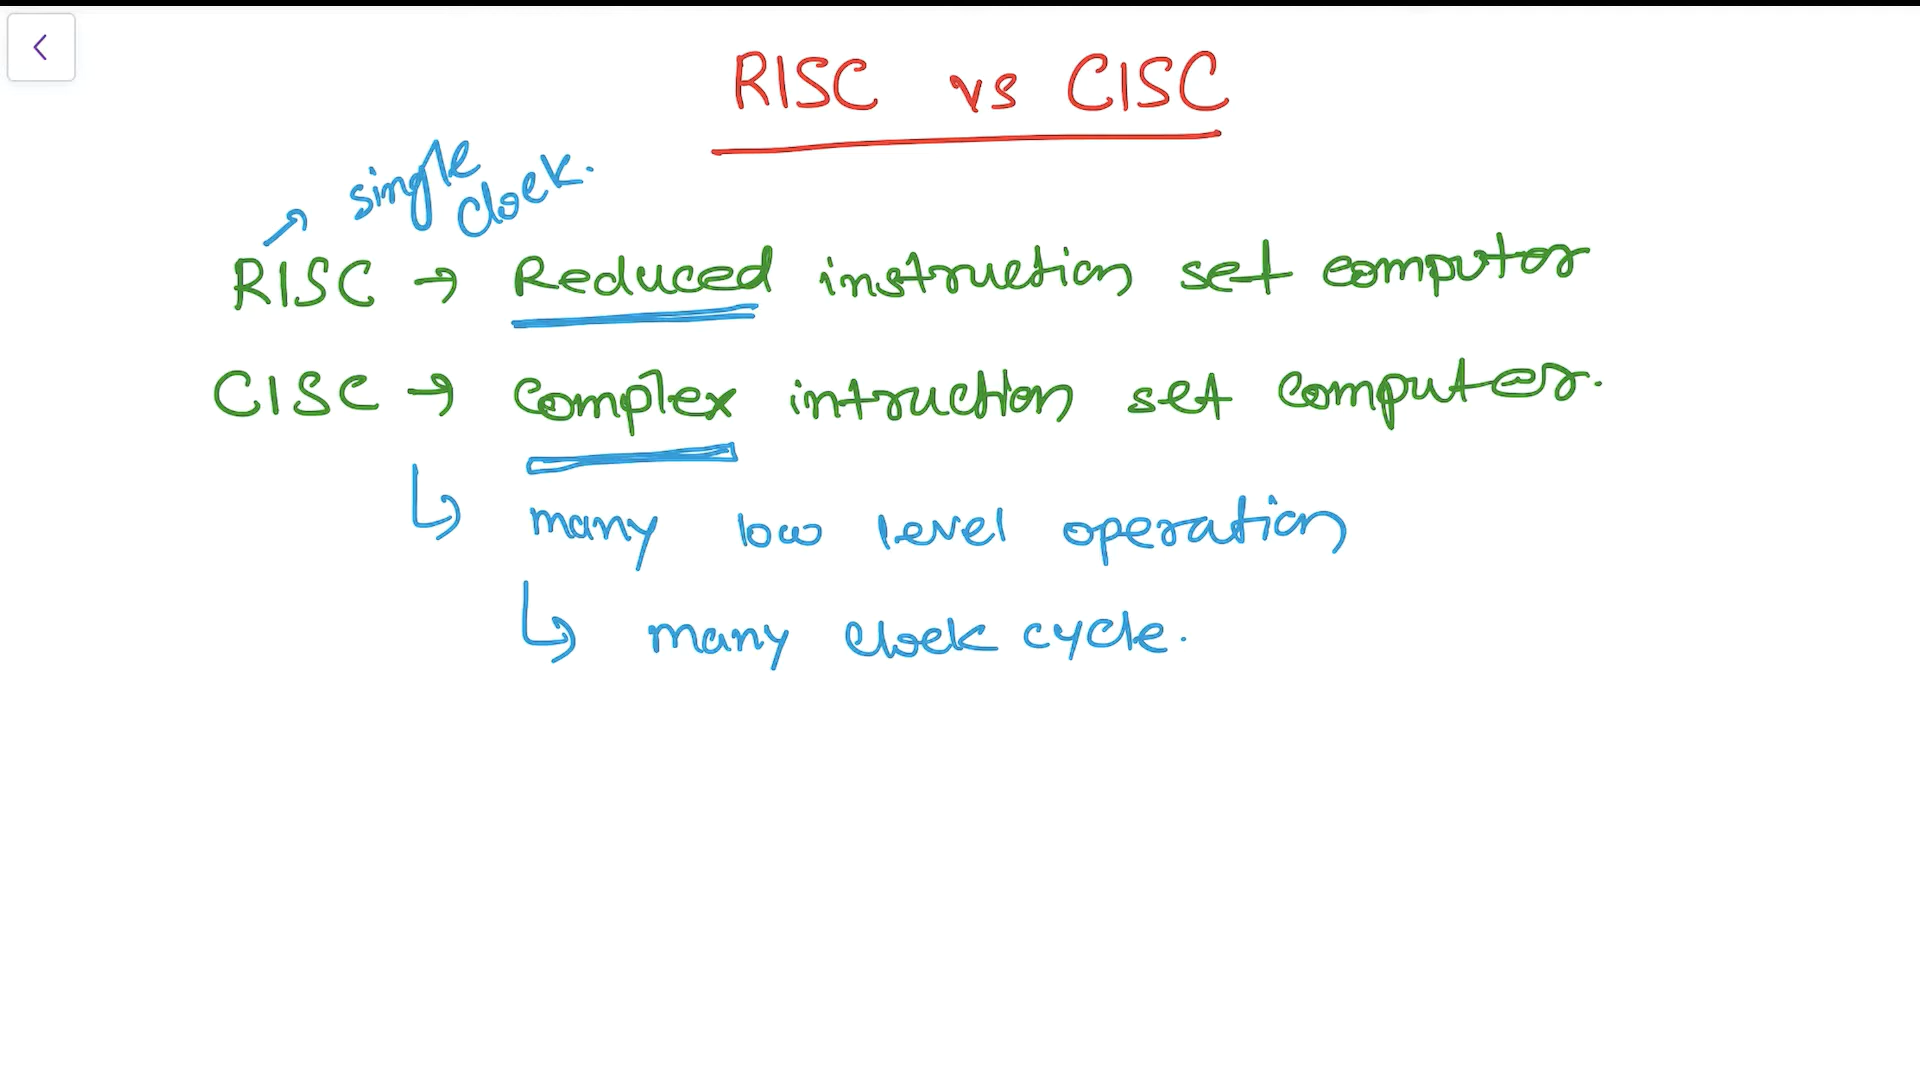 RISC vs CISC
single
clock.
RISC → Reduced instruction set computor
CISC → Complex intruction set computer.
↳ many low level operation
↳ many clock cycle.